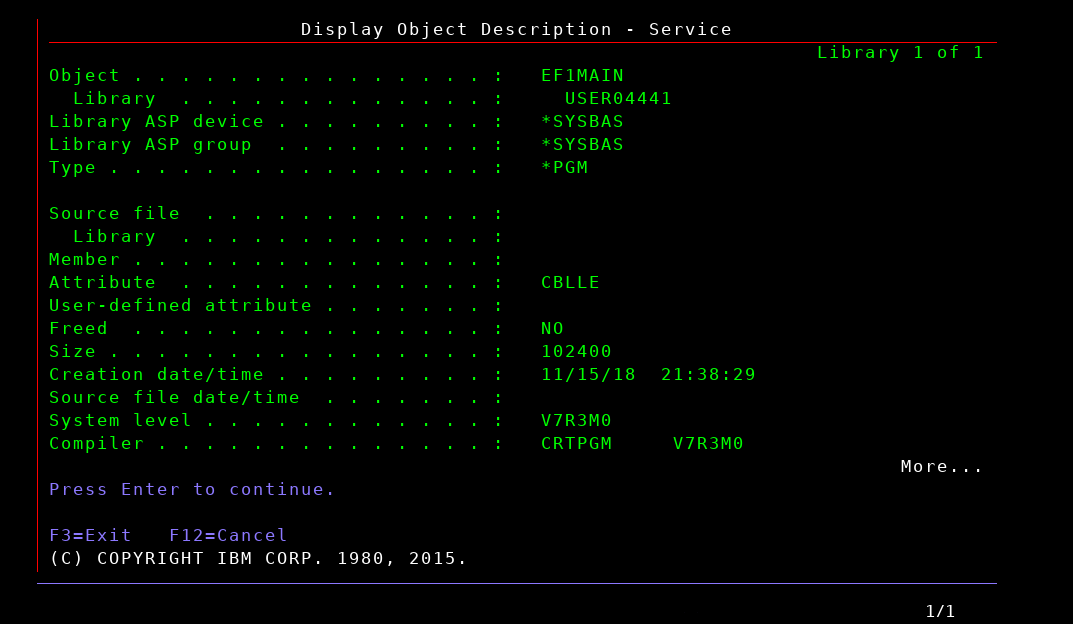 Display Object Description - Service
Library 1 of 1
Object . . . . . . . . . . . . . . . :   EF1MAIN
  Library  . . . . . . . . . . . . . :     USER04441
Library ASP device . . . . . . . . . :   *SYSBAS
Library ASP group  . . . . . . . . . :   *SYSBAS
Type . . . . . . . . . . . . . . . . :   *PGM
Source file  . . . . . . . . . . . . :
  Library  . . . . . . . . . . . . . :
Member . . . . . . . . . . . . . . . :
Attribute  . . . . . . . . . . . . . :   CBLLE
User-defined attribute . . . . . . . :
Freed  . . . . . . . . . . . . . . . :   NO
Size . . . . . . . . . . . . . . . . :   102400
Creation date/time . . . . . . . . . :   11/15/18  21:38:29
Source file date/time  . . . . . . . :
System level . . . . . . . . . . . . :   V7R3M0
Compiler . . . . . . . . . . . . . . :   CRTPGM     V7R3M0
More...
Press Enter to continue.
F3=Exit   F12=Cancel
(C) COPYRIGHT IBM CORP. 1980, 2015.
1/1